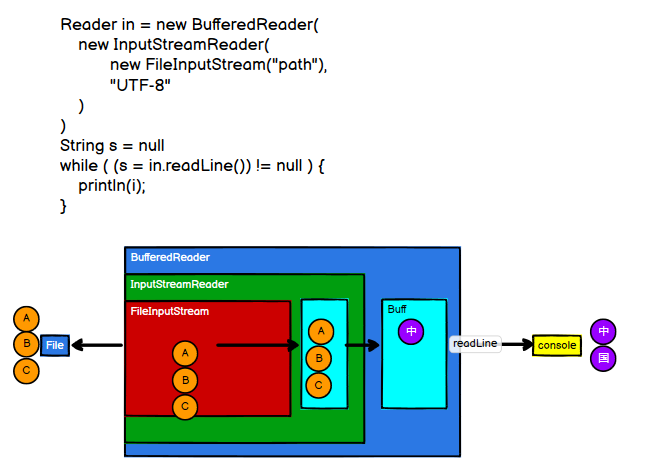 Reader in = new BufferedReader(
new InputStreamReader(
new FileInputStream("path"),
"UTF-8"
)
)
String s = null
while ( (s = in.readLine()) != null ) {
println(i);
}
BufferedReader
InputStreamReader
FileInputStream
Buff
A
B
C
File
A
B
C
A
B
C
中
readLine
console
中
国